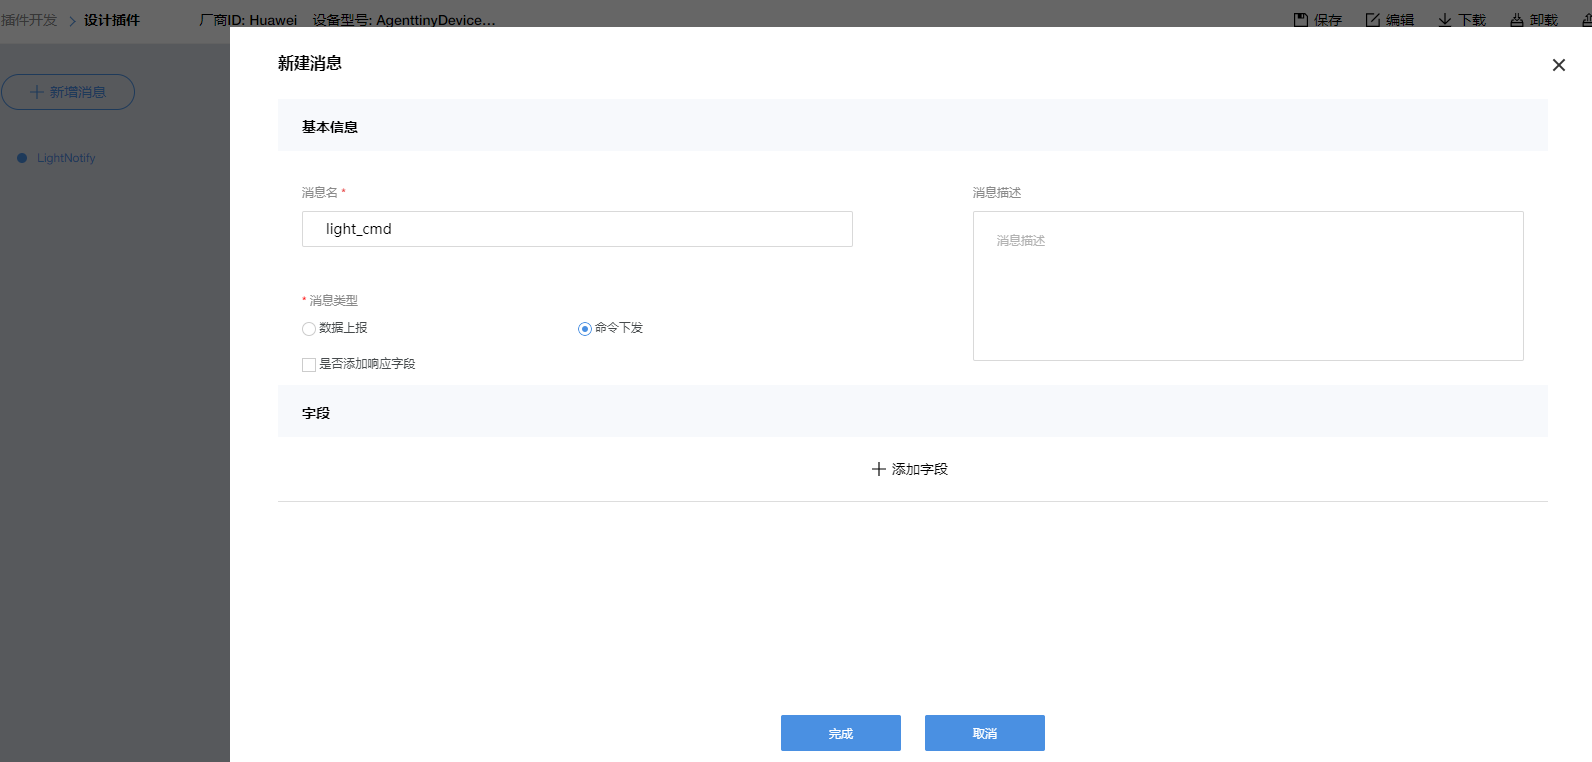 插件开发 > 设计插件 厂商ID: Huawei 设备型号: AgenttinyDevice... 保存 编辑 下载 卸载
新建消息
+ 新增消息
基本信息
LightNotify
消息名 * 消息描述
light_cmd
消息描述
* 消息类型
数据上报 命令下发
是否添加响应字段
字段
+ 添加字段
完成 取消